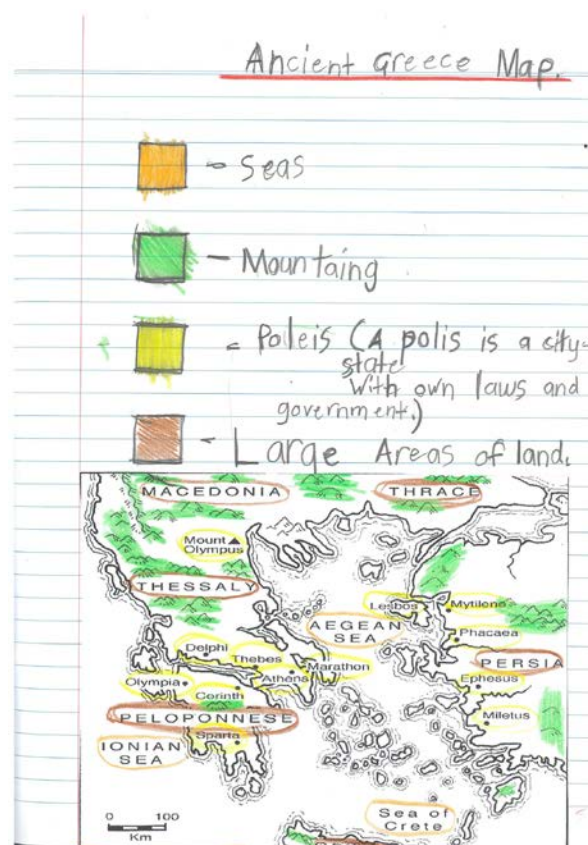 Ancient Greece Map.
- Seas
- Mountaing
- Poleis (A polis is a city-
state
with own laws and
government.)
- Large Areas of land.
MACEDONIA
THRACE
Mount
Olympus
THESSALY
Lesbos
Mytilene
AEGEAN
SEA
Phacaea
Delphi
Thebes
Marathon
PERSIA
Athens
Olympia
Ephesus
Corinth
PELOPONNESE
Miletus
Sparta
IONIAN
SEA
Sea of
Crete
0 100
Km